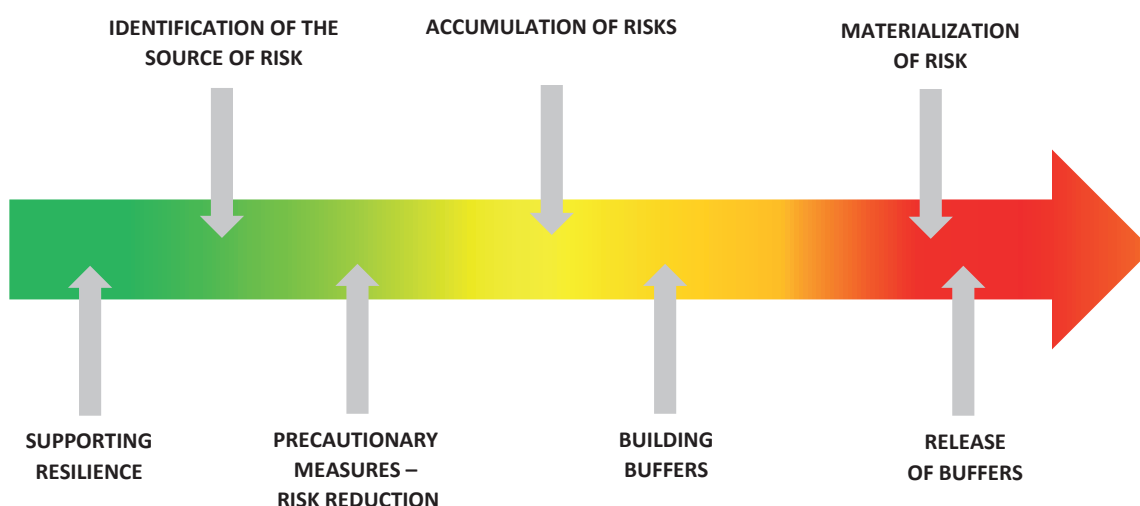 IDENTIFICATION OF THE
SOURCE OF RISK
ACCUMULATION OF RISKS
MATERIALIZATION
OF RISK
SUPPORTING
RESILIENCE
PRECAUTIONARY
MEASURES –
RISK REDUCTION
BUILDING
BUFFERS
RELEASE
OF BUFFERS